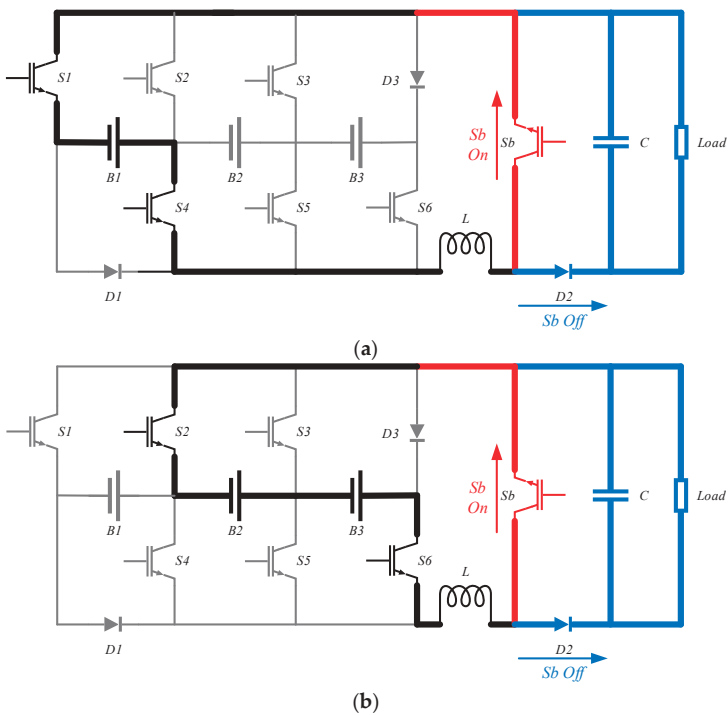 S1
S2
S3
D3
Sb
On
Sb
C
Load
B1
B2
B3
S4
S5
S6
L
D1
D2
Sb Off
(a)
S1
S2
S3
D3
Sb
On
Sb
C
Load
B1
B2
B3
S4
S5
S6
L
D1
D2
Sb Off
(b)